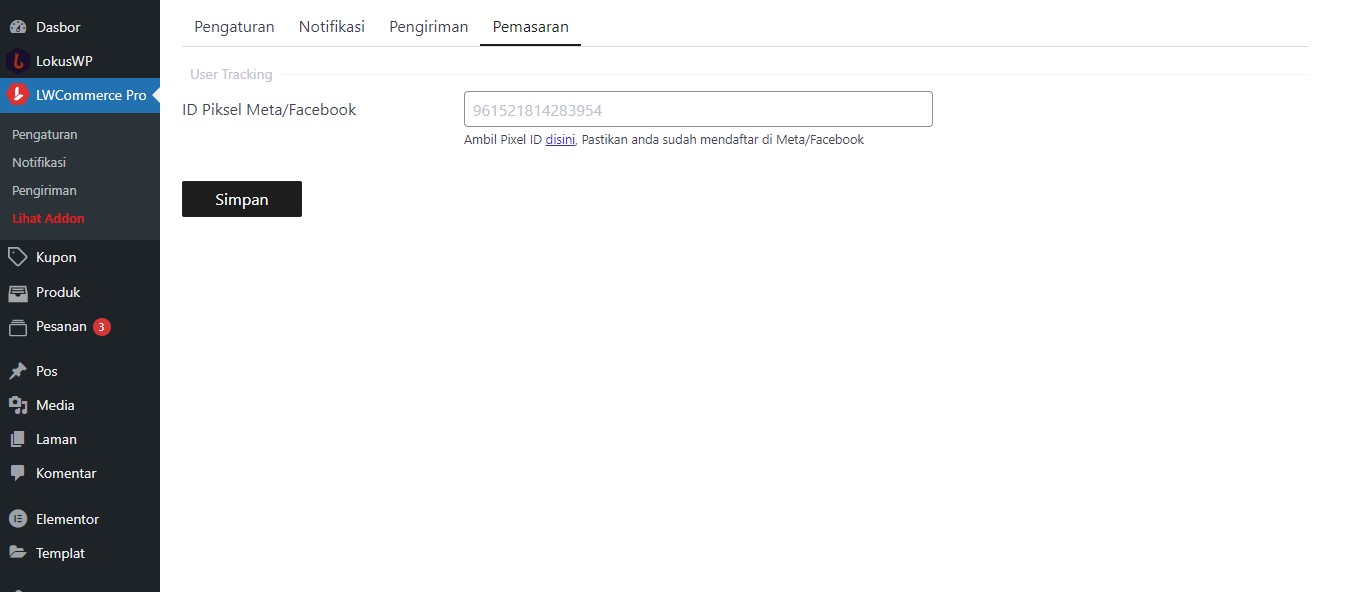 Dasbor
LokusWP
LWCommerce Pro
Pengaturan
Notifikasi
Pengiriman
Lihat Addon
Kupon
Produk
Pesanan 3
Pos
Media
Laman
Komentar
Elementor
Templat
Pengaturan Notifikasi Pengiriman Pemasaran
User Tracking
ID Piksel Meta/Facebook 961521814283954
Ambil Pixel ID disini, Pastikan anda sudah mendaftar di Meta/Facebook
Simpan